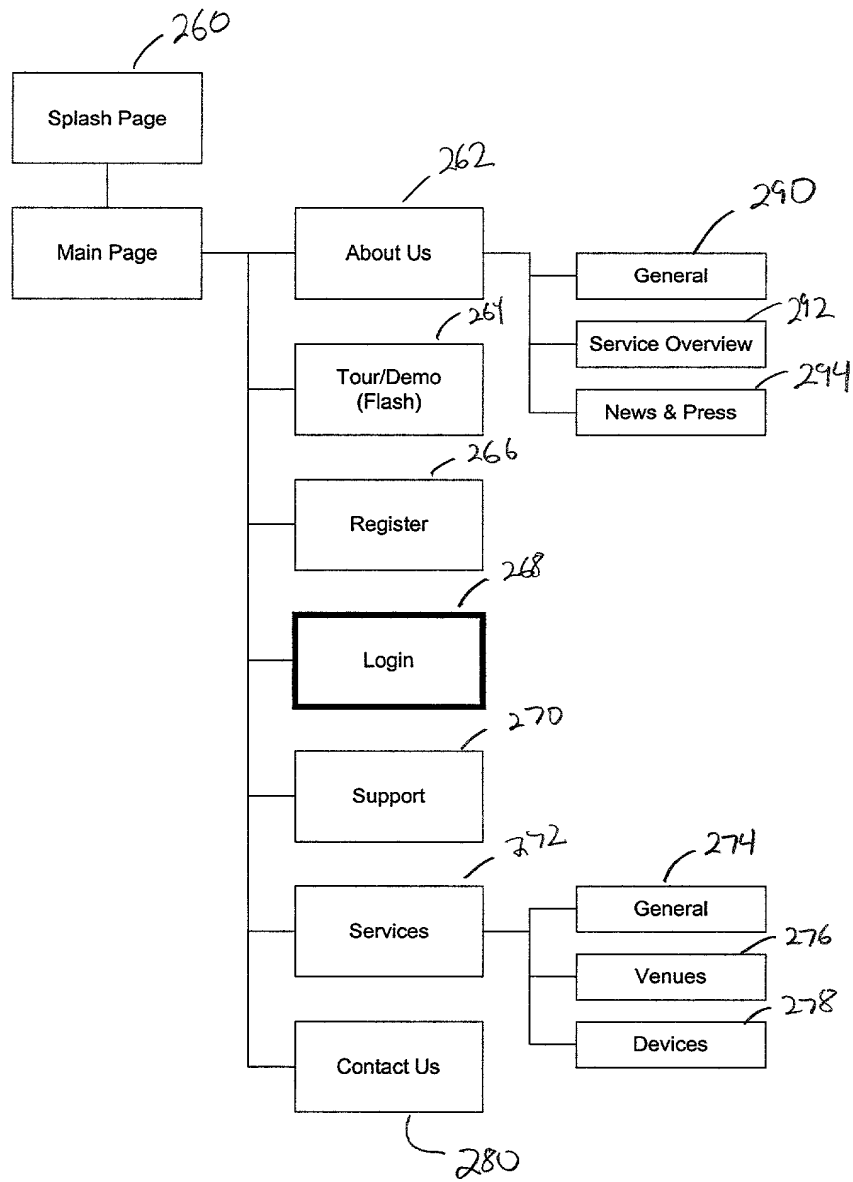 260
Splash Page
262
290
Main Page
About Us
General
264
292
Tour/Demo
(Flash)
Service Overview
294
News & Press
266
Register
268
Login
270
Support
272
274
Services
General
276
Venues
278
Contact Us
Devices
280